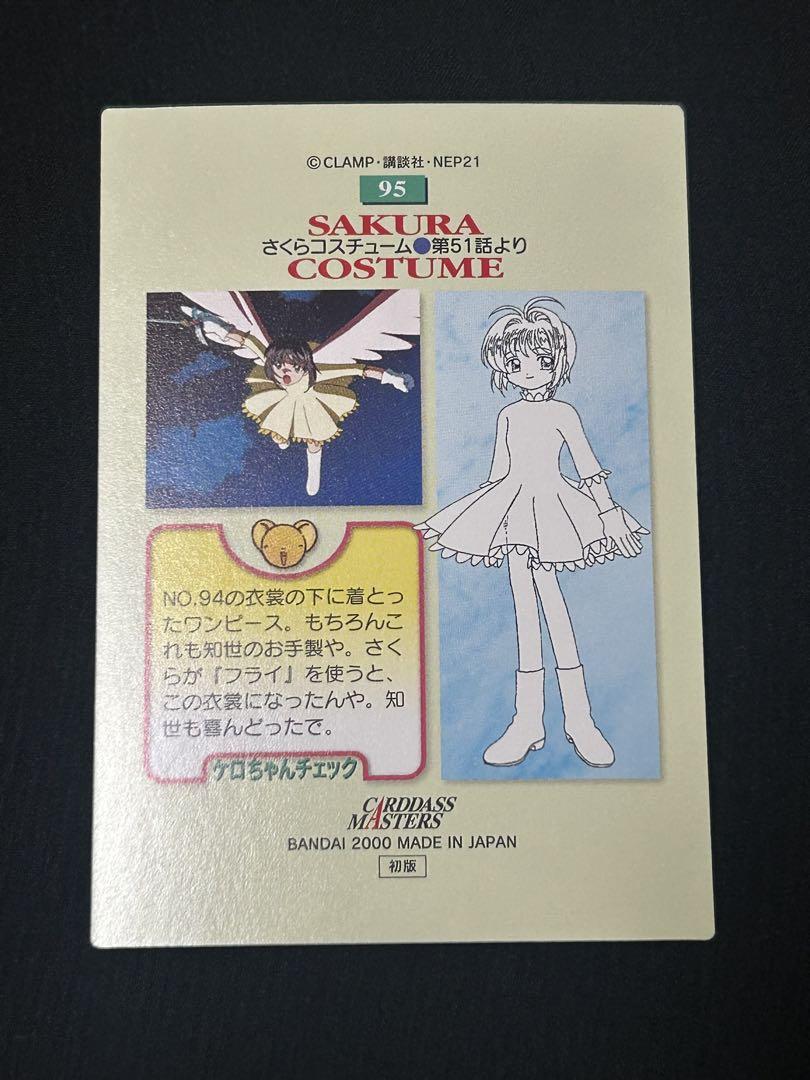 ©CLAMP・講談社・NEP21
95
SAKURA
さくらコスチューム●第51話より
COSTUME
NO.94の衣裳の下に着とっ
たワンピース。もちろんこ
れも知世のお手製や。さく
らが『フライ』を使うと、
この衣裳になったんや。知
世も喜んどったで。
ケロちゃんチェック
CARDDASS
MASTERS
BANDAI 2000 MADE IN JAPAN
初版